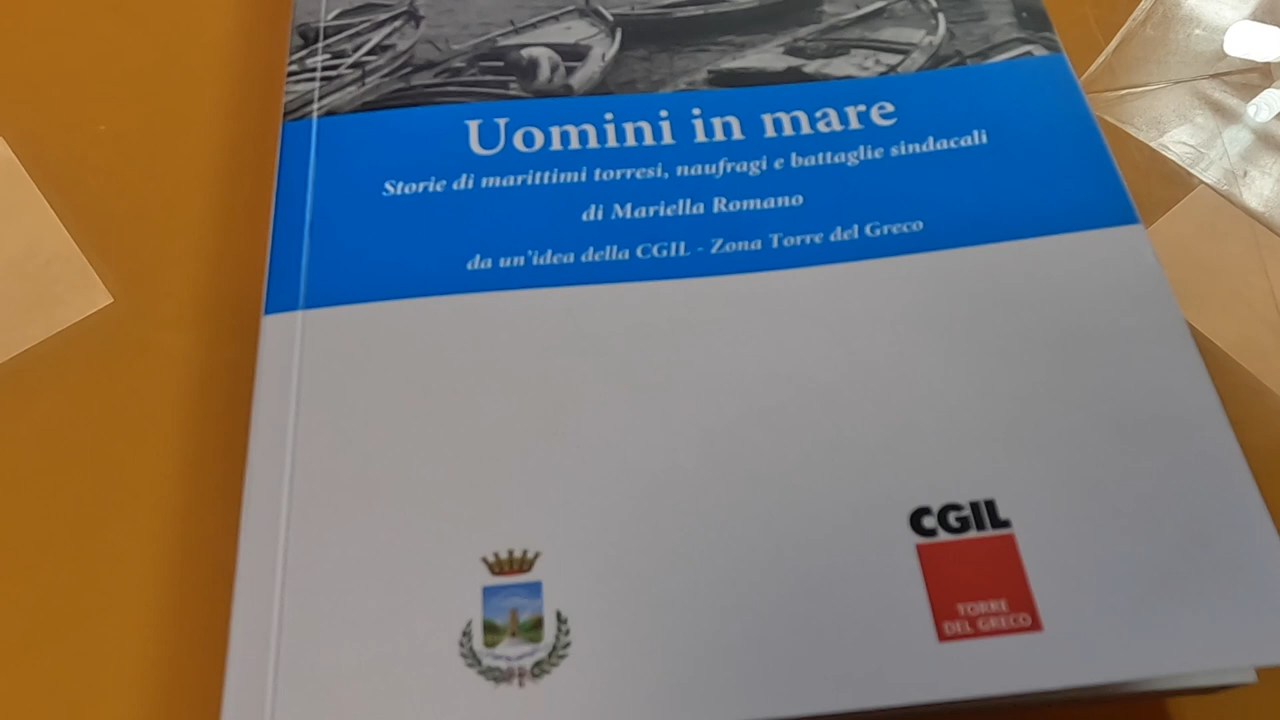 Uomini in mare
Storie di marittimi torresi, naufragi e battaglie sindacali
di Mariella Romano
da un'idea della CGIL - Zona Torre del Greco
CGIL
TORRE
DEL GRECO